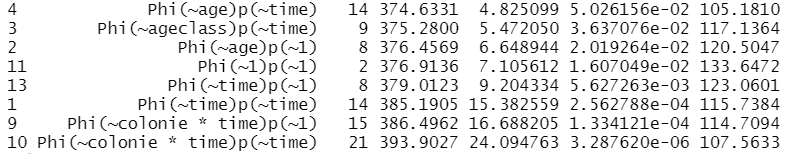 4 Phi(~age)p(~time) 14 374.6331 4.825099 5.026156e-02 105.1810
3 Phi(~ageclass)p(~time) 9 375.2800 5.472050 3.637076e-02 117.1364
2 Phi(~age)p(~1) 8 376.4569 6.648944 2.019264e-02 120.5047
11 Phi(~1)p(~1) 2 376.9136 7.105612 1.607049e-02 133.6472
13 Phi(~time)p(~1) 8 379.0123 9.204334 5.627263e-03 123.0601
1 Phi(~time)p(~time) 14 385.1905 15.382559 2.562788e-04 115.7384
9 Phi(~colonie * time)p(~1) 15 386.4962 16.688205 1.334121e-04 114.7094
10 Phi(~colonie * time)p(~time) 21 393.9027 24.094763 3.287620e-06 107.5633